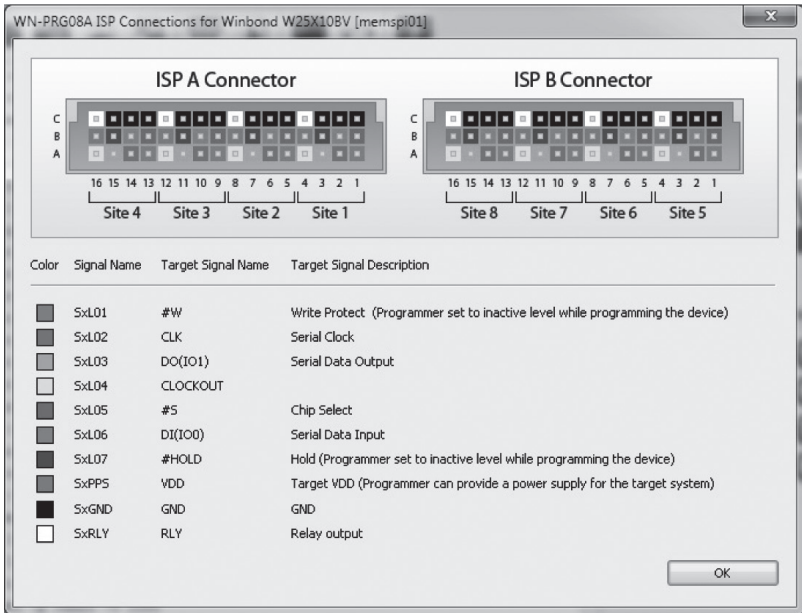 WN-PRG08A ISP Connections for Winbond W25X10BV [memspi01]
ISP A Connector
ISP B Connector
C
B
A
16 15 14 13 12 11 10 9 8 7 6 5 4 3 2 1
Site 4 Site 3 Site 2 Site 1
C
B
A
16 15 14 13 12 11 10 9 8 7 6 5 4 3 2 1
Site 8 Site 7 Site 6 Site 5
Color Signal Name Target Signal Name Target Signal Description
SxL01 #W Write Protect (Programmer set to inactive level while programming the device)
SxL02 CLK Serial Clock
SxL03 DO(IO1) Serial Data Output
SxL04 CLOCKOUT
SxL05 #S Chip Select
SxL06 DI(IO0) Serial Data Input
SxL07 #HOLD Hold (Programmer set to inactive level while programming the device)
SxPPS VDD Target VDD (Programmer can provide a power supply for the target system)
SxGND GND GND
SxRLY RLY Relay output
OK